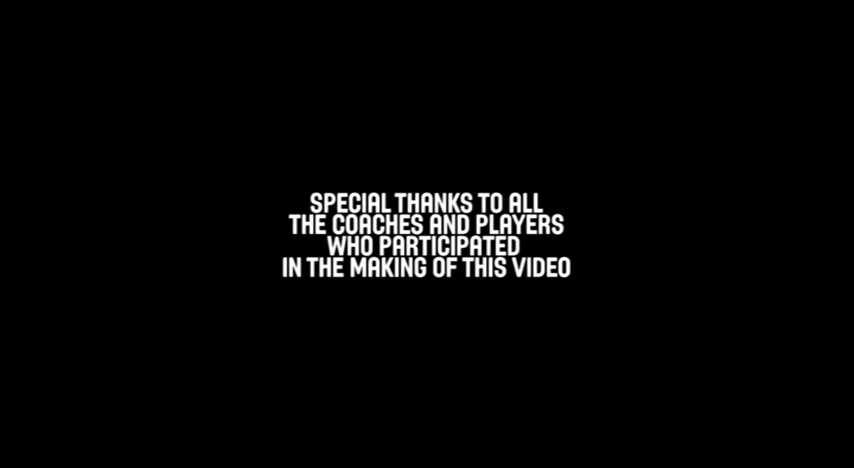 SPECIAL THANKS TO ALL
THE COACHES AND PLAYERS
WHO PARTICIPATED
IN THE MAKING OF THIS VIDEO